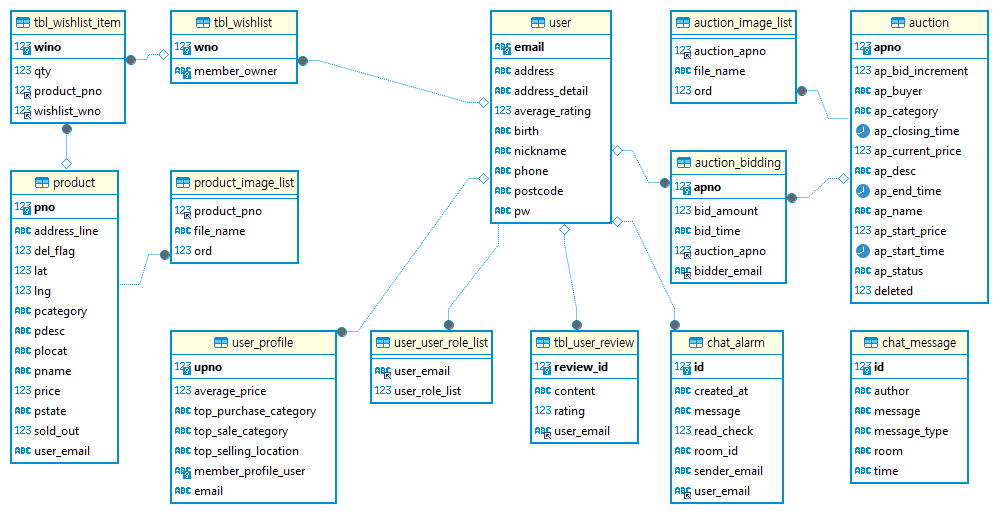 tbl_wishlist_item
123 wino
123 qty
123 product_pno
123 wishlist_wno
tbl_wishlist
123 wno
ABC member_owner
user
ABC email
ABC address
ABC address_detail
123 average_rating
ABC birth
ABC nickname
ABC phone
ABC postcode
ABC pw
auction_image_list
123 auction_apno
ABC file_name
123 ord
auction
123 apno
123 ap_bid_increment
ABC ap_buyer
ABC ap_category
ap_closing_time
123 ap_current_price
ABC ap_desc
ap_end_time
ABC ap_name
123 ap_start_price
ap_start_time
ABC ap_status
123 deleted
auction_bidding
123 apno
123 bid_amount
ABC bid_time
123 auction_apno
ABC bidder_email
product
123 pno
ABC address_line
123 del_flag
123 lat
123 lng
ABC pcategory
ABC pdesc
ABC plocat
ABC pname
123 price
ABC pstate
123 sold_out
ABC user_email
product_image_list
123 product_pno
ABC file_name
123 ord
user_profile
123 upno
123 average_price
ABC top_purchase_category
ABC top_sale_category
ABC top_selling_location
ABC member_profile_user
ABC email
user_user_role_list
ABC user_email
123 user_role_list
tbl_user_review
123 review_id
ABC content
123 rating
ABC user_email
chat_alarm
123 id
ABC created_at
ABC message
123 read_check
ABC room_id
ABC sender_email
ABC user_email
chat_message
123 id
ABC author
ABC message
ABC message_type
ABC room
ABC time